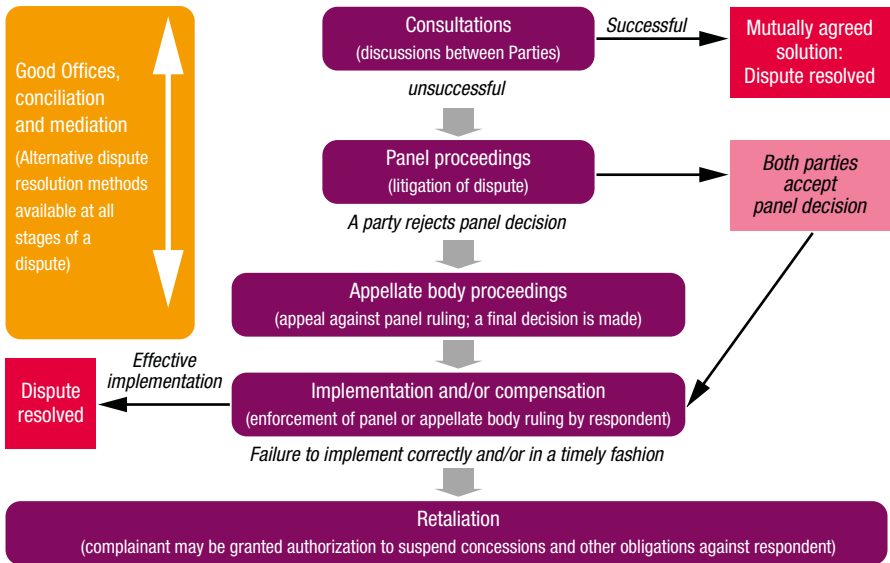 Good Offices,
conciliation
and mediation
(Alternative dispute
resolution methods
available at all
stages of a
dispute)
Consultations
(discussions between Parties)
Successful
Mutually agreed
solution:
Dispute resolved
unsuccessful
Panel proceedings
(litigation of dispute)
Both parties
accept
panel decision
A party rejects panel decision
Appellate body proceedings
(appeal against panel ruling; a final decision is made)
Effective
implementation
Dispute
resolved
Implementation and/or compensation
(enforcement of panel or appellate body ruling by respondent)
Failure to implement correctly and/or in a timely fashion
Retaliation
(complainant may be granted authorization to suspend concessions and other obligations against respondent)